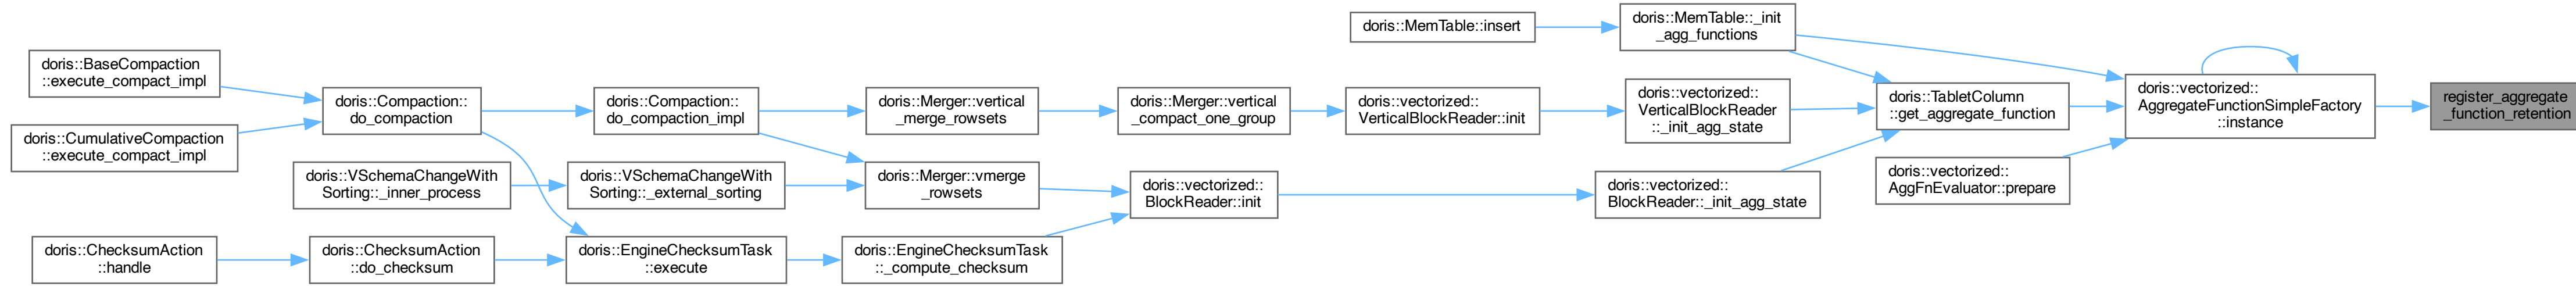 doris::BaseCompaction
::execute_compact_impl
doris::CumulativeCompaction
::execute_compact_impl
doris::Compaction::
do_compaction
doris::VSchemaChangeWith
Sorting::_inner_process
doris::ChecksumAction
::handle
doris::ChecksumAction
::do_checksum
doris::Compaction::
do_compaction_impl
doris::VSchemaChangeWith
Sorting::_external_sorting
doris::EngineChecksumTask
::execute
doris::Merger::vertical
_merge_rowsets
doris::Merger::vmerge
_rowsets
doris::EngineChecksumTask
::_compute_checksum
doris::Merger::vertical
_compact_one_group
doris::vectorized::
BlockReader::init
doris::MemTable::insert
doris::vectorized::
VerticalBlockReader::init
doris::MemTable::_init
_agg_functions
doris::vectorized::
VerticalBlockReader
::_init_agg_state
doris::vectorized::
BlockReader::_init_agg_state
doris::TabletColumn
::get_aggregate_function
doris::vectorized::
AggFnEvaluator::prepare
doris::vectorized::
AggregateFunctionSimpleFactory
::instance
register_aggregate
_function_retention